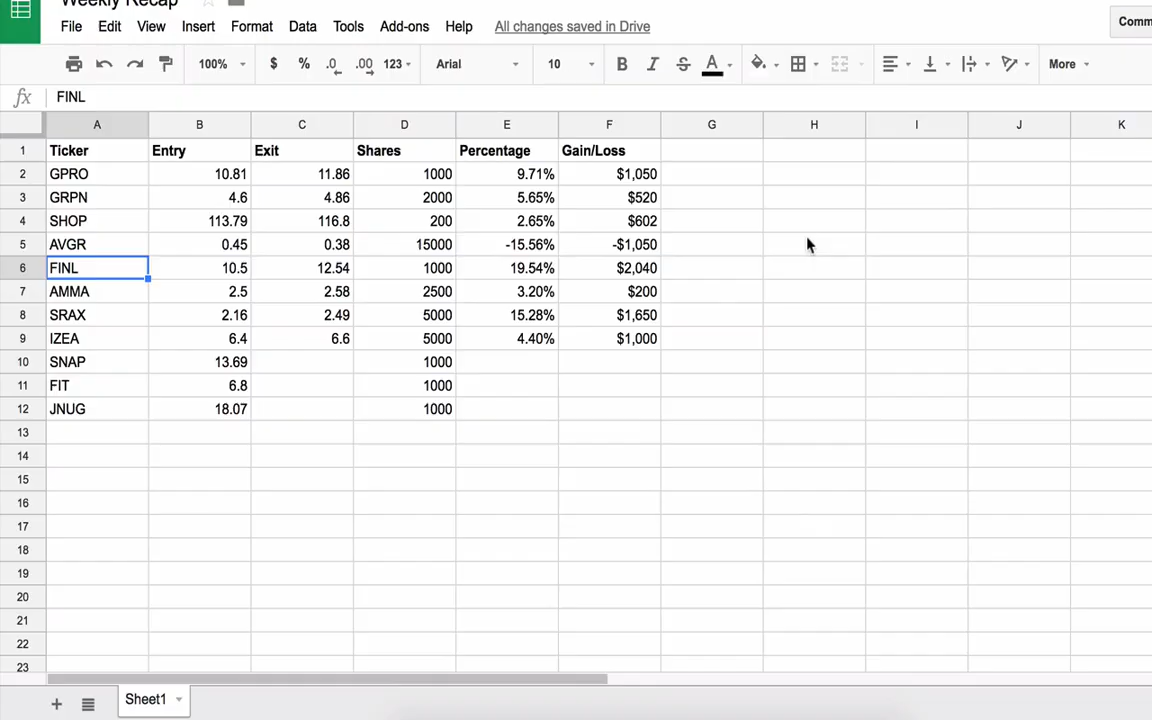 Weekly Recap
File Edit View Insert Format Data Tools Add-ons Help All changes saved in Drive
100% $ % .0 .00 123 Arial 10 B I S A More
fx FINL
A B C D E F G H I J K
1 Ticker Entry Exit Shares Percentage Gain/Loss
2 GPRO 10.81 11.86 1000 9.71% $1,050
3 GRPN 4.6 4.86 2000 5.65% $520
4 SHOP 113.79 116.8 200 2.65% $602
5 AVGR 0.45 0.38 15000 -15.56% -$1,050
6 FINL 10.5 12.54 1000 19.54% $2,040
7 AMMA 2.5 2.58 2500 3.20% $200
8 SRAX 2.16 2.49 5000 15.28% $1,650
9 IZEA 6.4 6.6 5000 4.40% $1,000
10 SNAP 13.69 1000
11 FIT 6.8 1000
12 JNUG 18.07 1000
13
14
15
16
17
18
19
20
21
22
23
Sheet1